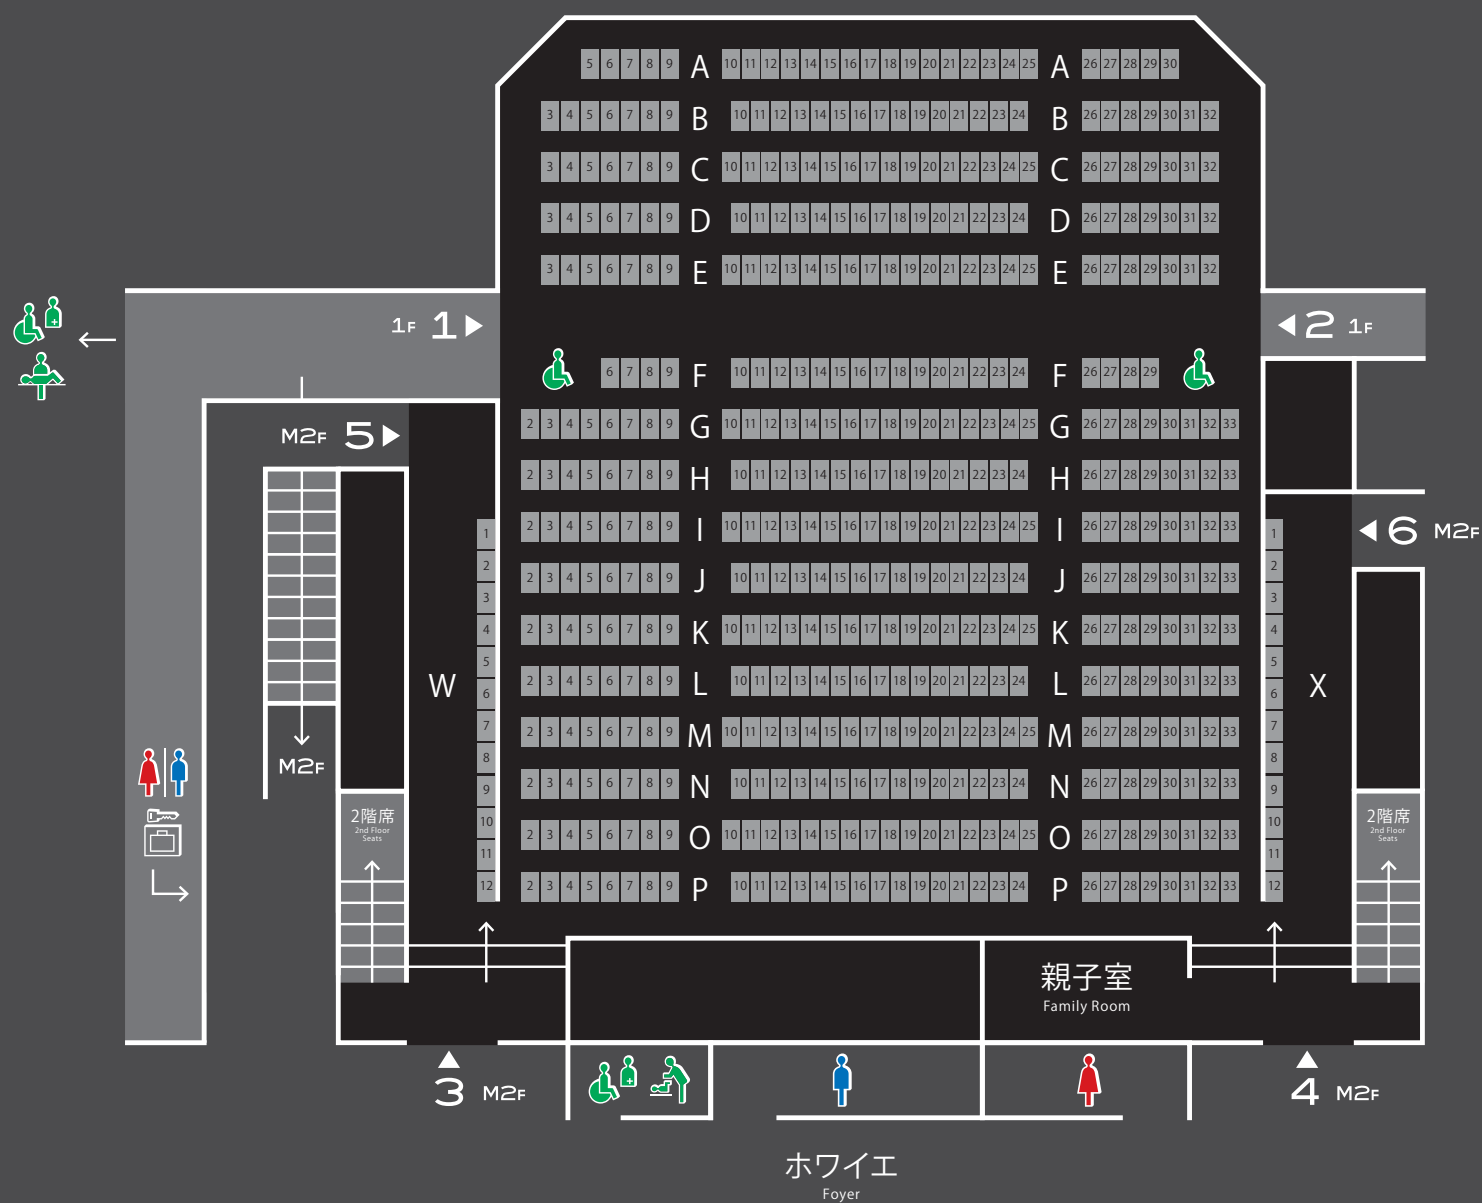 5 6 7 8 9 A 10 11 12 13 14 15 16 17 18 19 20 21 22 23 24 25 A 26 27 28 29 30
3 4 5 6 7 8 9 B 10 11 12 13 14 15 16 17 18 19 20 21 22 23 24 B 26 27 28 29 30 31 32
3 4 5 6 7 8 9 C 10 11 12 13 14 15 16 17 18 19 20 21 22 23 24 25 C 26 27 28 29 30 31 32
3 4 5 6 7 8 9 D 10 11 12 13 14 15 16 17 18 19 20 21 22 23 24 D 26 27 28 29 30 31 32
3 4 5 6 7 8 9 E 10 11 12 13 14 15 16 17 18 19 20 21 22 23 24 25 E 26 27 28 29 30 31 32
1F 1
2 1F
6 7 8 9 F 10 11 12 13 14 15 16 17 18 19 20 21 22 23 24 F 26 27 28 29
2 3 4 5 6 7 8 9 G 10 11 12 13 14 15 16 17 18 19 20 21 22 23 24 25 G 26 27 28 29 30 31 32 33
M2F 5
2 3 4 5 6 7 8 9 H 10 11 12 13 14 15 16 17 18 19 20 21 22 23 24 H 26 27 28 29 30 31 32 33
2 3 4 5 6 7 8 9 I 10 11 12 13 14 15 16 17 18 19 20 21 22 23 24 25 I 26 27 28 29 30 31 32 33
6 M2F
2 3 4 5 6 7 8 9 J 10 11 12 13 14 15 16 17 18 19 20 21 22 23 24 J 26 27 28 29 30 31 32 33
2 3 4 5 6 7 8 9 K 10 11 12 13 14 15 16 17 18 19 20 21 22 23 24 25 K 26 27 28 29 30 31 32 33
2 3 4 5 6 7 8 9 L 10 11 12 13 14 15 16 17 18 19 20 21 22 23 24 L 26 27 28 29 30 31 32 33
2 3 4 5 6 7 8 9 M 10 11 12 13 14 15 16 17 18 19 20 21 22 23 24 25 M 26 27 28 29 30 31 32 33
2 3 4 5 6 7 8 9 N 10 11 12 13 14 15 16 17 18 19 20 21 22 23 24 N 26 27 28 29 30 31 32 33
2 3 4 5 6 7 8 9 O 10 11 12 13 14 15 16 17 18 19 20 21 22 23 24 25 O 26 27 28 29 30 31 32 33
2 3 4 5 6 7 8 9 P 10 11 12 13 14 15 16 17 18 19 20 21 22 23 24 P 26 27 28 29 30 31 32 33
W
1
2
3
4
5
6
7
8
9
10
11
12
X
1
2
3
4
5
6
7
8
9
10
11
12
M2F
2階席
2nd Floor
Seats
2階席
2nd Floor
Seats
親子室
Family Room
3 M2F
4 M2F
ホワイエ
Foyer